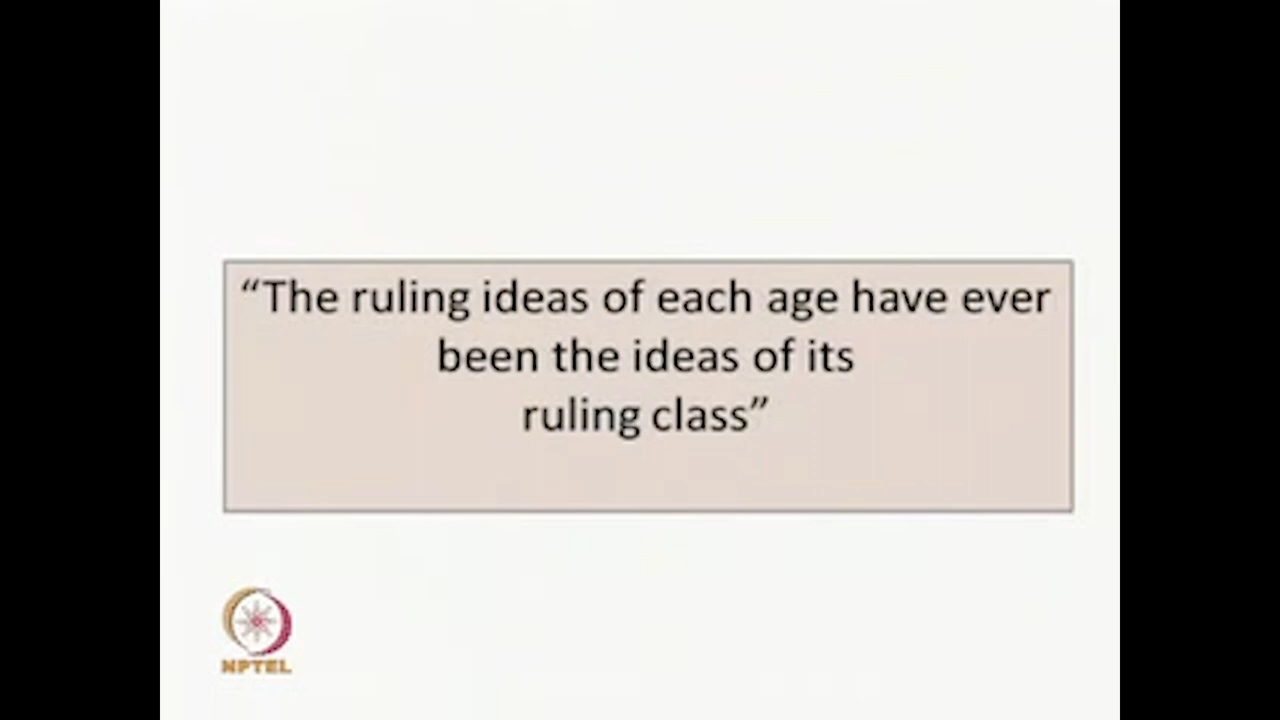 “The ruling ideas of each age have ever
been the ideas of its
ruling class”
NPTEL